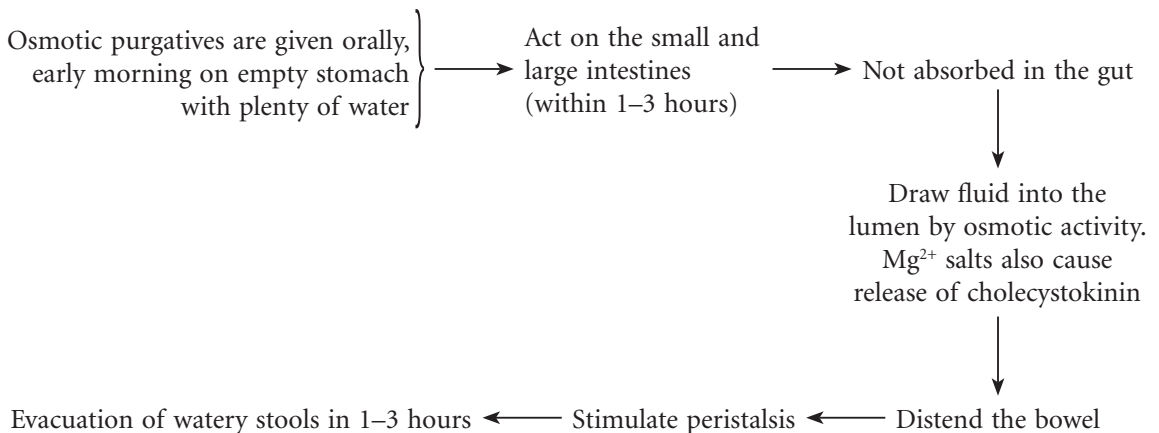 Osmotic purgatives are given orally,
early morning on empty stomach
with plenty of water
Act on the small and
large intestines
(within 1–3 hours)
Not absorbed in the gut
Draw fluid into the
lumen by osmotic activity.
Mg²⁺ salts also cause
release of cholecystokinin
Distend the bowel
Stimulate peristalsis
Evacuation of watery stools in 1–3 hours